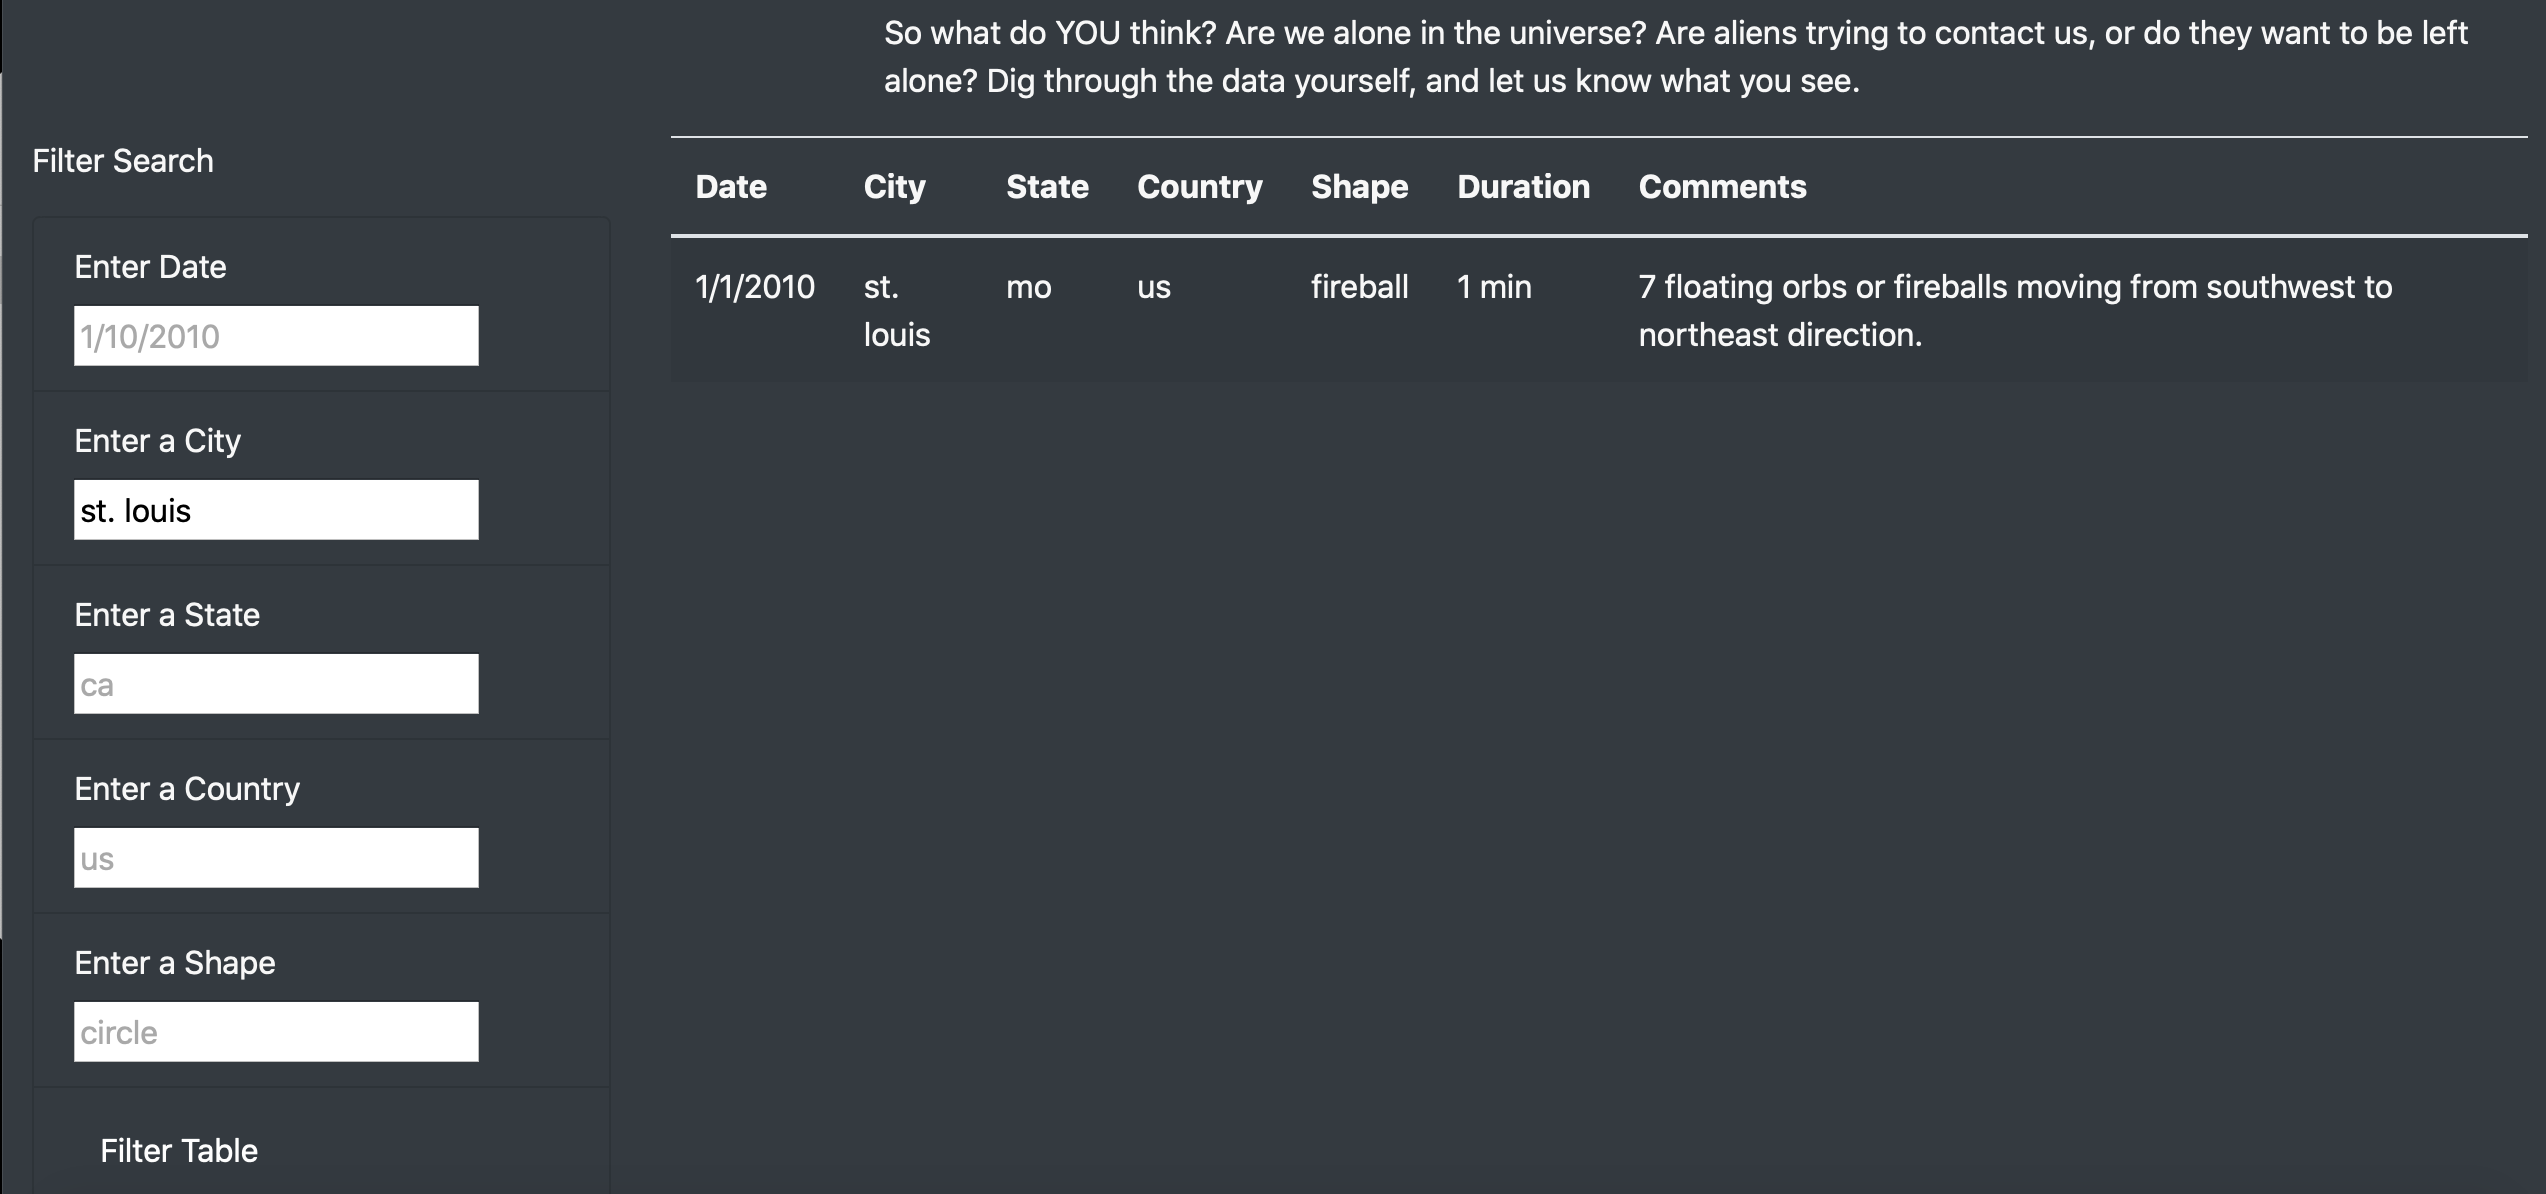 So what do YOU think? Are we alone in the universe? Are aliens trying to contact us, or do they want to be left
alone? Dig through the data yourself, and let us know what you see.
Filter Search
Enter Date
1/10/2010
Enter a City
st. louis
Enter a State
ca
Enter a Country
us
Enter a Shape
circle
Filter Table
Date City State Country Shape Duration Comments
1/1/2010 st. mo us fireball 1 min 7 floating orbs or fireballs moving from southwest to
louis northeast direction.